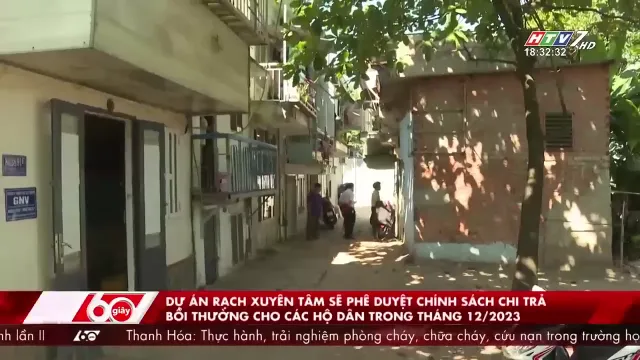 HTV7 HD
18:32:32
GNV
DỰ ÁN RẠCH XUYÊN TÂM SẼ PHÊ DUYỆT CHÍNH SÁCH CHI TRẢ
60 giây
BỒI THƯỜNG CHO CÁC HỘ DÂN TRONG THÁNG 12/2023
nh lần II Thanh Hóa: Thực hành, trải nghiệm phòng cháy, chữa cháy, cứu nạn trong trường họ